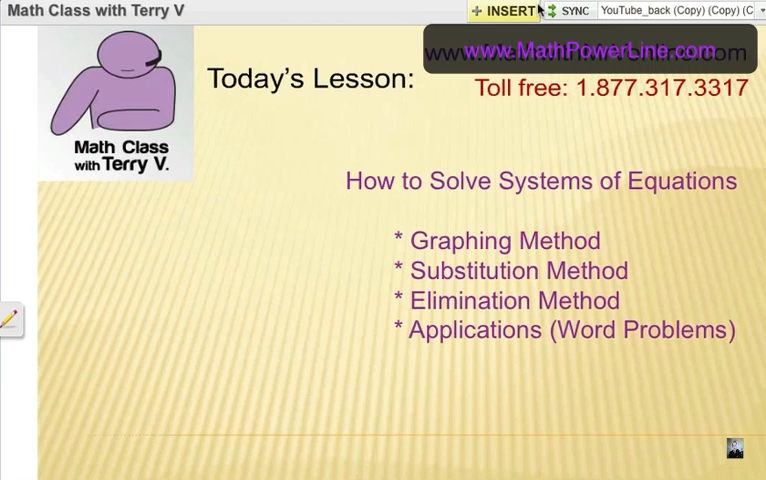 Math Class with Terry V
INSERT
SYNC
YouTube_back (Copy) (Copy) (C
www.MathPowerLine.com
Today's Lesson:
Toll free: 1.877.317.3317
Math Class
with Terry V.
How to Solve Systems of Equations
* Graphing Method
* Substitution Method
* Elimination Method
* Applications (Word Problems)